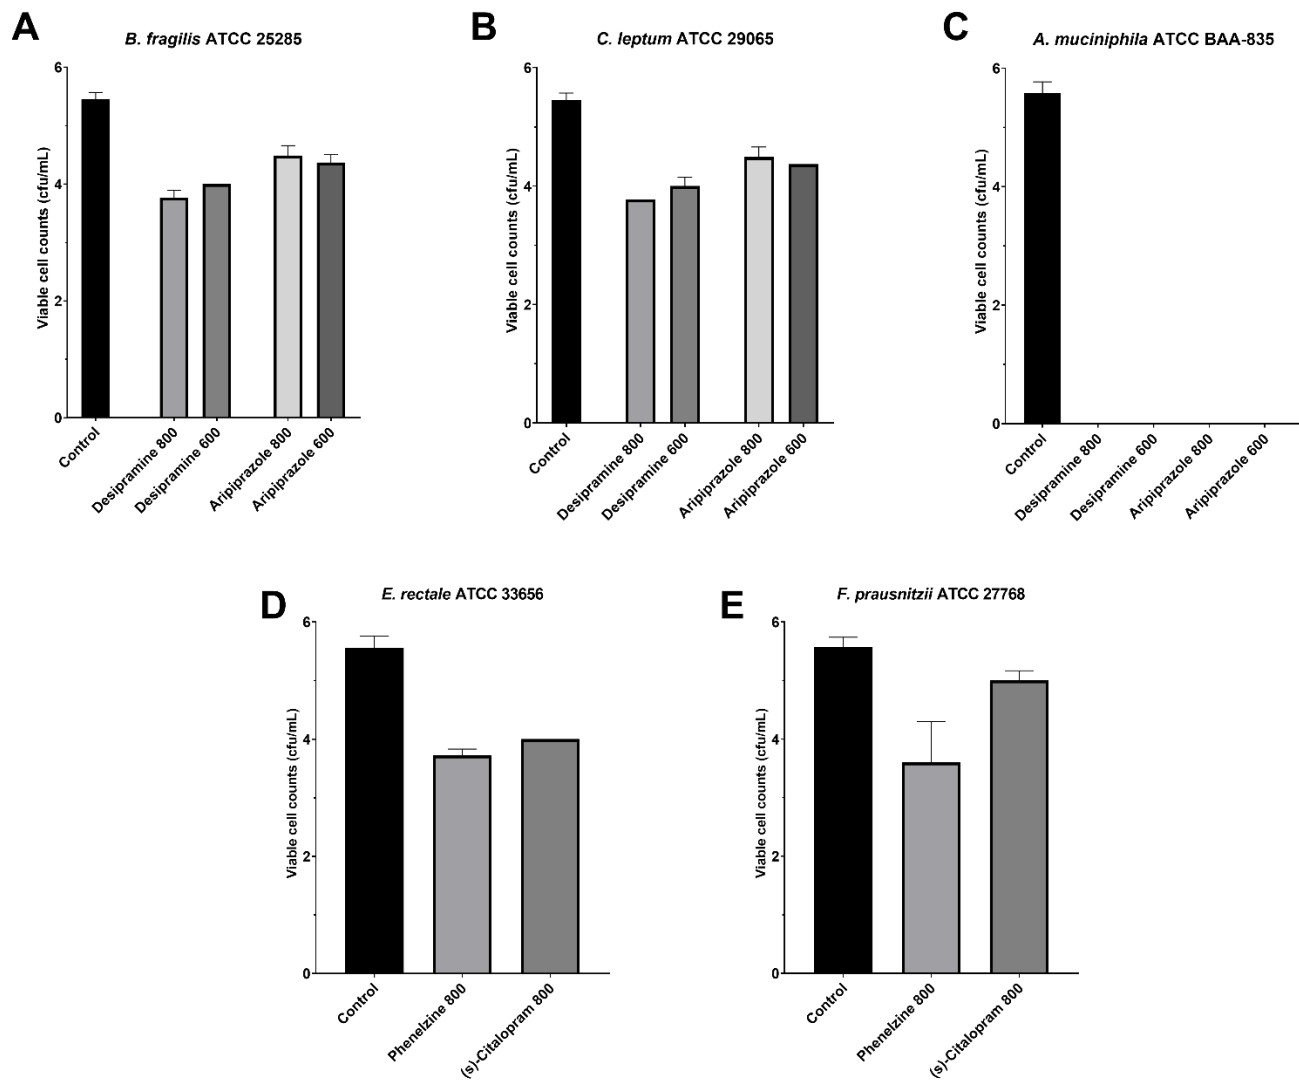 A
B. fragilis ATCC 25285
Viable cell counts (cfu/mL)
6
4
2
0
Control
Desipramine 800
Desipramine 600
Aripiprazole 800
Aripiprazole 600
B
C. leptum ATCC 29065
Viable cell counts (cfu/mL)
6
4
2
0
Control
Desipramine 800
Desipramine 600
Aripiprazole 800
Aripiprazole 600
C
A. muciniphila ATCC BAA-835
Viable cell counts (cfu/mL)
6
4
2
0
Control
Desipramine 800
Desipramine 600
Aripiprazole 800
Aripiprazole 600
D
E. rectale ATCC 33656
Viable cell counts (cfu/mL)
6
4
2
0
Control
Phenelzine 800
(s)-Citalopram 800
E
F. prausnitzii ATCC 27768
Viable cell counts (cfu/mL)
6
4
2
0
Control
Phenelzine 800
(s)-Citalopram 800